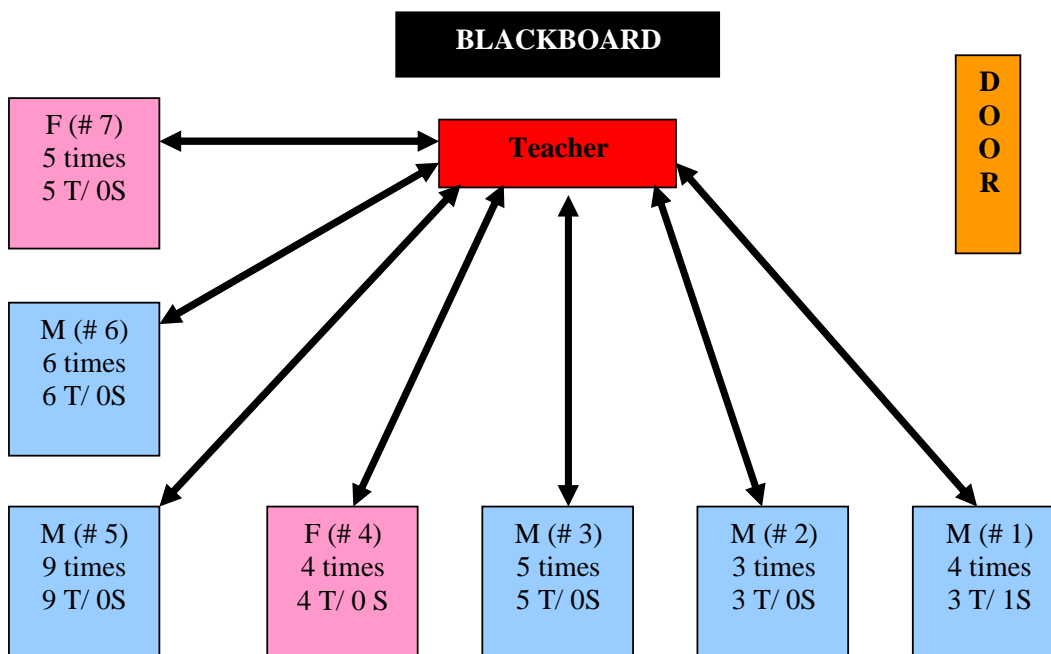 BLACKBOARD
D
O
O
R
Teacher
F (# 7)
5 times
5 T/ 0S
M (# 6)
6 times
6 T/ 0S
M (# 5)
9 times
9 T/ 0S
F (# 4)
4 times
4 T/ 0 S
M (# 3)
5 times
5 T/ 0S
M (# 2)
3 times
3 T/ 0S
M (# 1)
4 times
3 T/ 1S